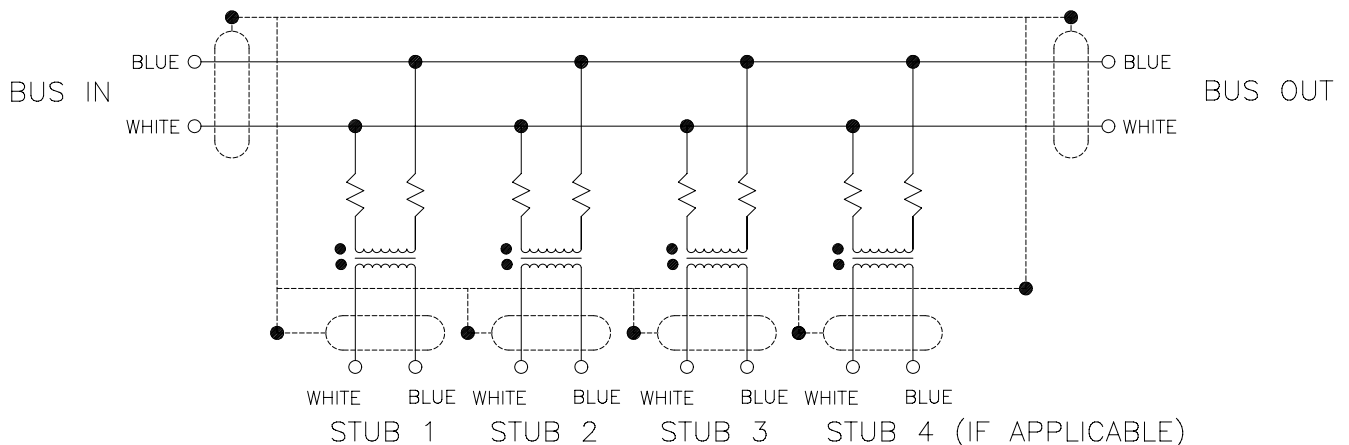 BLUE
BLUE
BUS IN
BUS OUT
WHITE
WHITE
WHITE BLUE WHITE BLUE WHITE BLUE WHITE BLUE
STUB 1 STUB 2 STUB 3 STUB 4 (IF APPLICABLE)